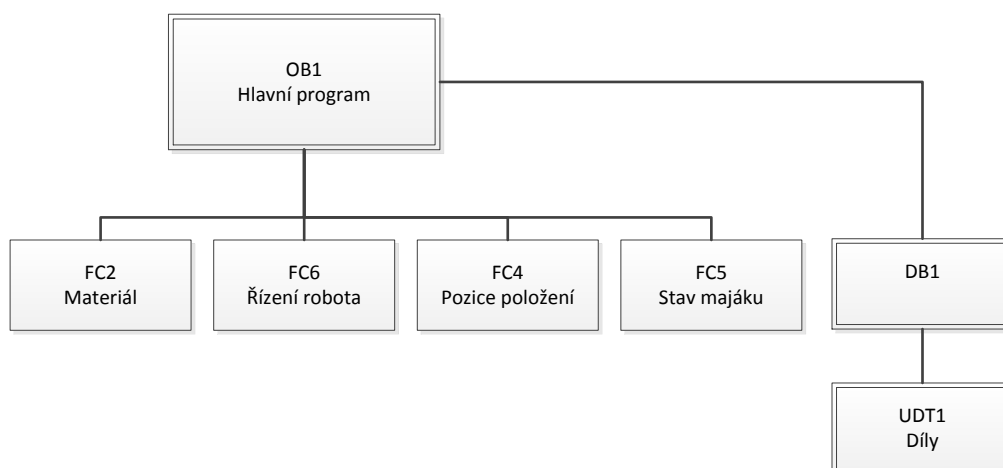 OB1
Hlavní program
FC2
Materiál
FC6
Řízení robota
FC4
Pozice položení
FC5
Stav majáku
DB1
UDT1
Díly